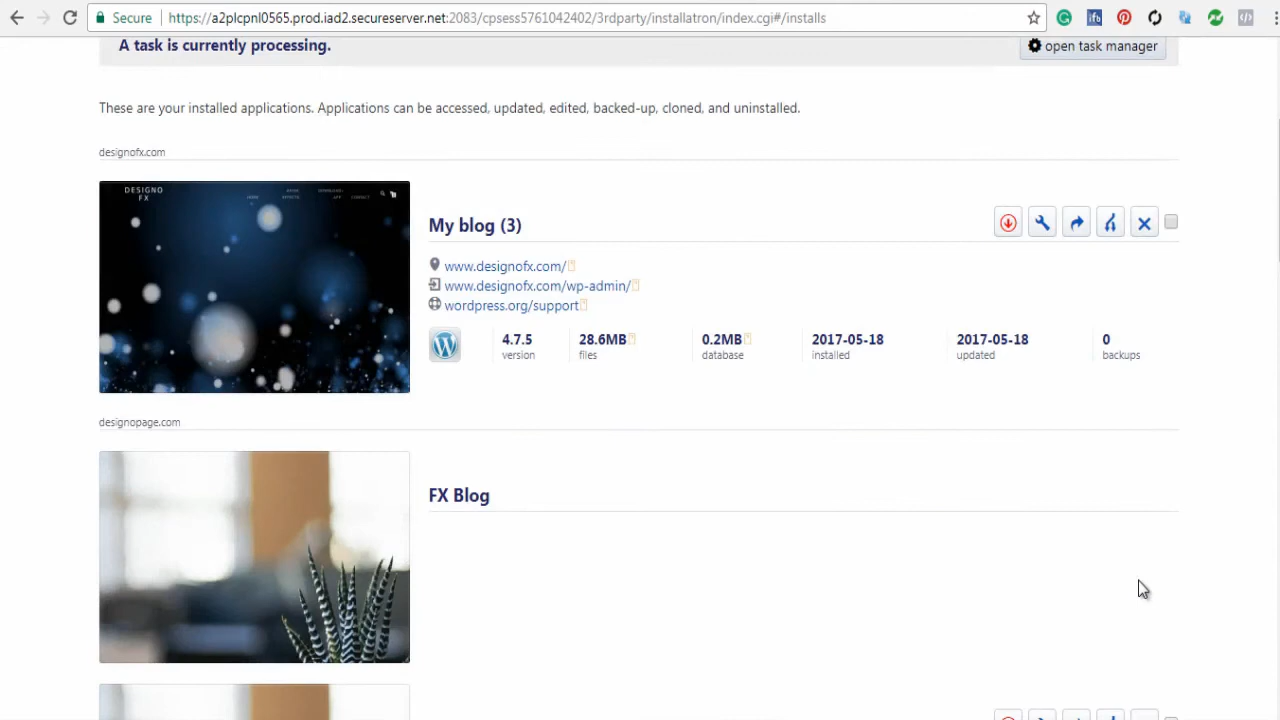 Secure https://a2plcpnl0565.prod.iad2.secureserver.net:2083/cpsess5761042402/3rdparty/installatron/index.cgi#/installs
A task is currently processing.
open task manager
These are your installed applications. Applications can be accessed, updated, edited, backed-up, cloned, and uninstalled.
designofx.com
DESIGNO
FX
CONTACT
My blog (3)
www.designofx.com/
www.designofx.com/wp-admin/
wordpress.org/support
4.7.5 28.6MB 0.2MB 2017-05-18 2017-05-18 0
version files database installed updated backups
designopage.com
FX Blog